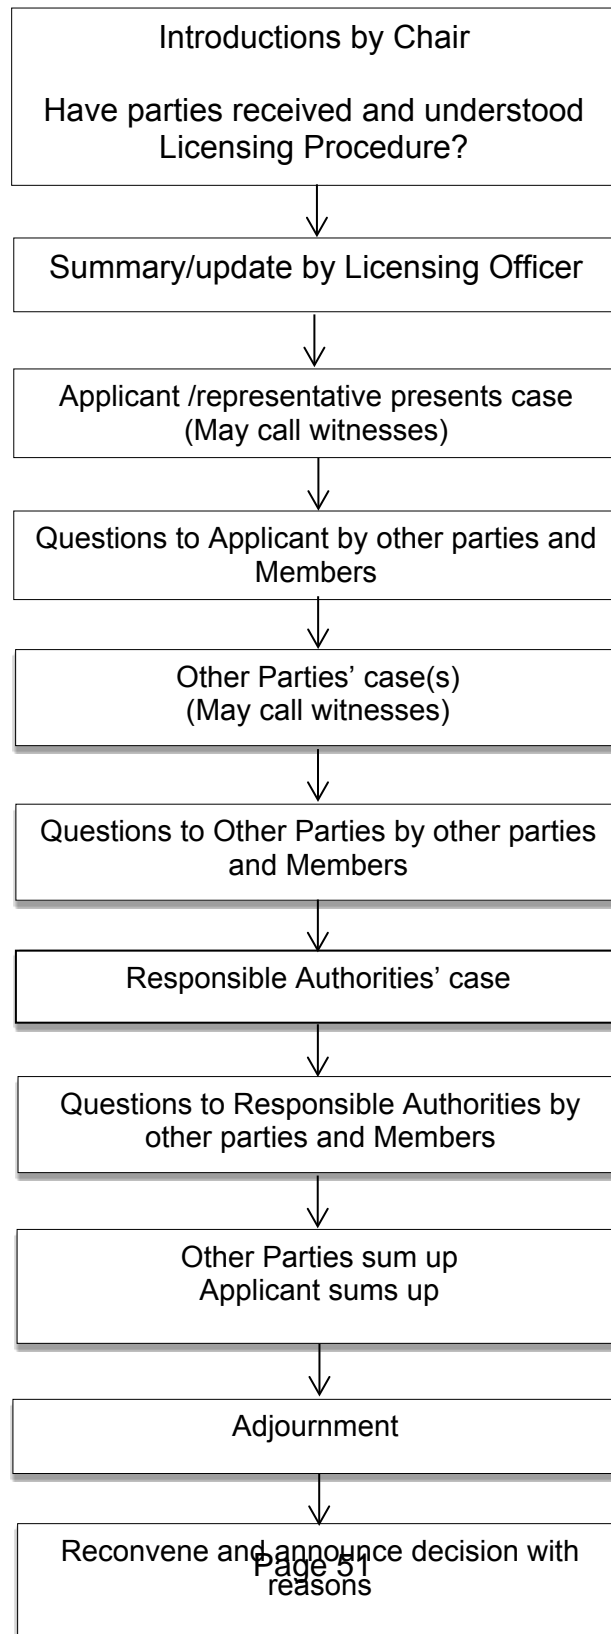 Introductions by Chair
Have parties received and understood
Licensing Procedure?
Summary/update by Licensing Officer
Applicant /representative presents case
(May call witnesses)
Questions to Applicant by other parties and
Members
Other Parties’ case(s)
(May call witnesses)
Questions to Other Parties by other parties
and Members
Responsible Authorities’ case
Questions to Responsible Authorities by
other parties and Members
Other Parties sum up
Applicant sums up
Adjournment
Reconvene and announce decision with
Page 51
reasons